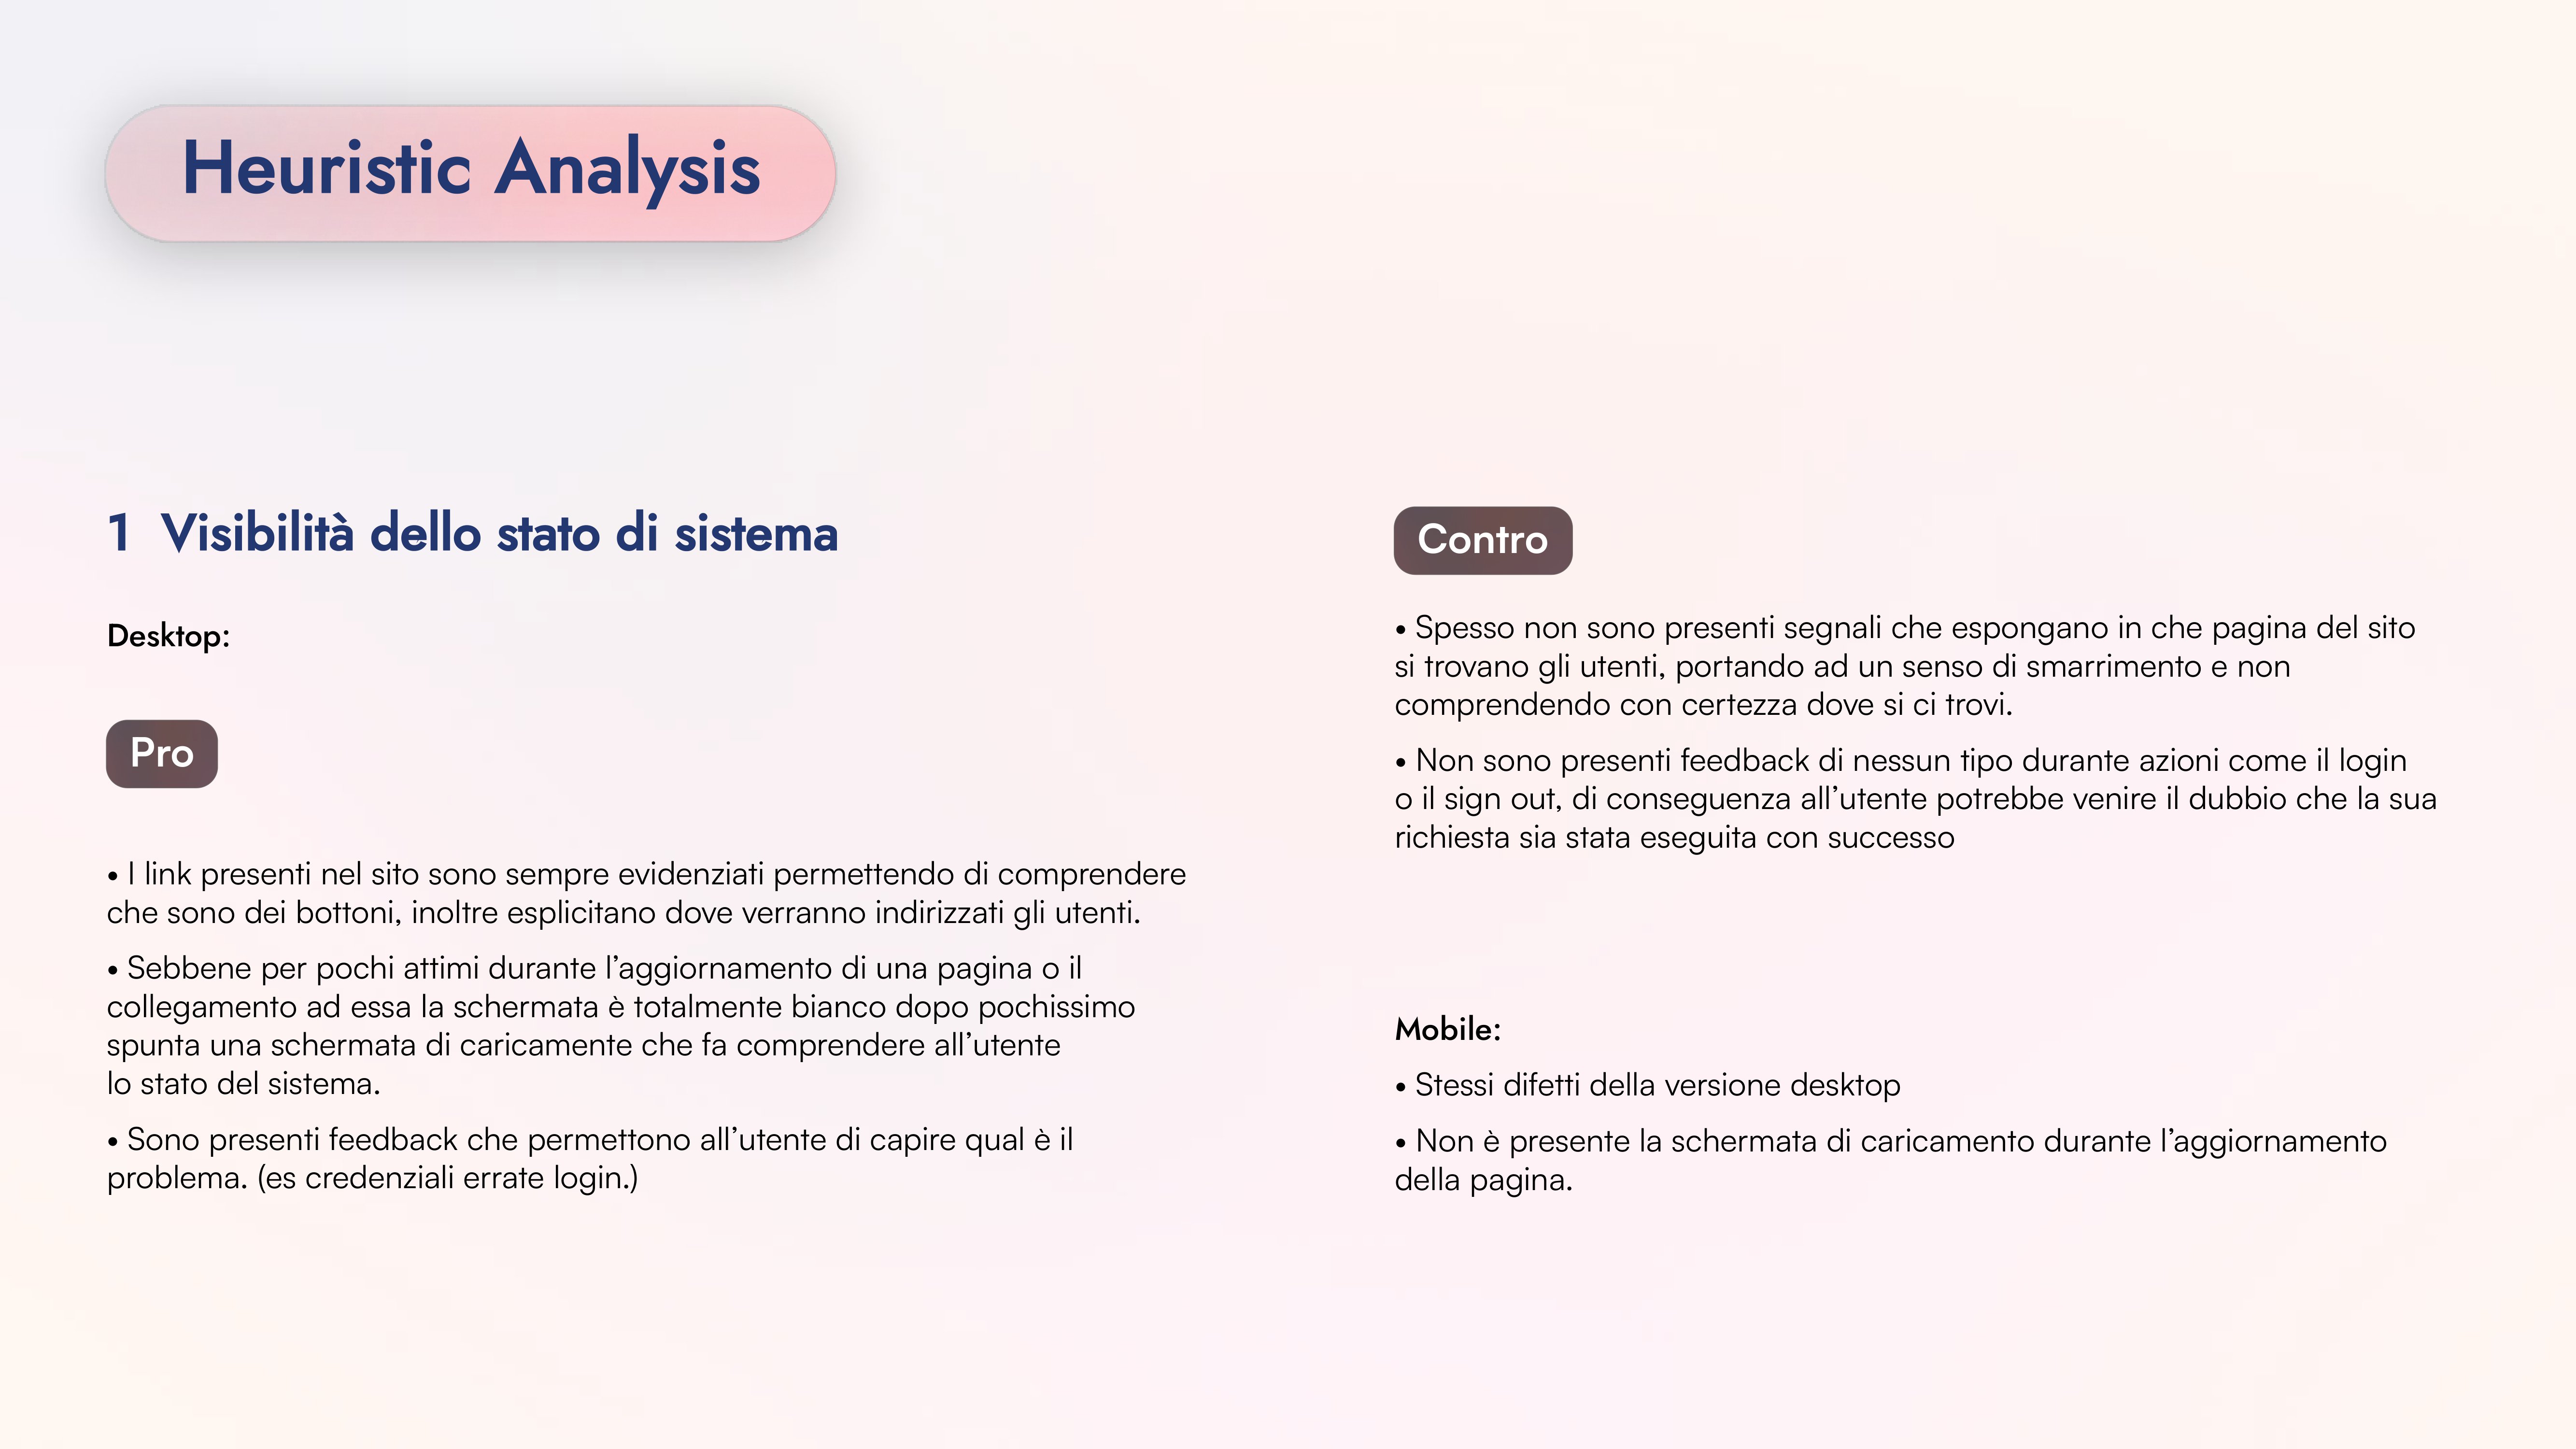 Heuristic Analysis
1 Visibilità dello stato di sistema
Desktop:
Pro
• I link presenti nel sito sono sempre evidenziati permettendo di comprendere
che sono dei bottoni, inoltre esplicitano dove verranno indirizzati gli utenti.
• Sebbene per pochi attimi durante l’aggiornamento di una pagina o il
collegamento ad essa la schermata è totalmente bianco dopo pochissimo
spunta una schermata di caricamente che fa comprendere all’utente
lo stato del sistema.
• Sono presenti feedback che permettono all’utente di capire qual è il
problema. (es credenziali errate login.)
Contro
• Spesso non sono presenti segnali che espongano in che pagina del sito
si trovano gli utenti, portando ad un senso di smarrimento e non
comprendendo con certezza dove si ci trovi.
• Non sono presenti feedback di nessun tipo durante azioni come il login
o il sign out, di conseguenza all’utente potrebbe venire il dubbio che la sua
richiesta sia stata eseguita con successo
Mobile:
• Stessi difetti della versione desktop
• Non è presente la schermata di caricamento durante l’aggiornamento
della pagina.